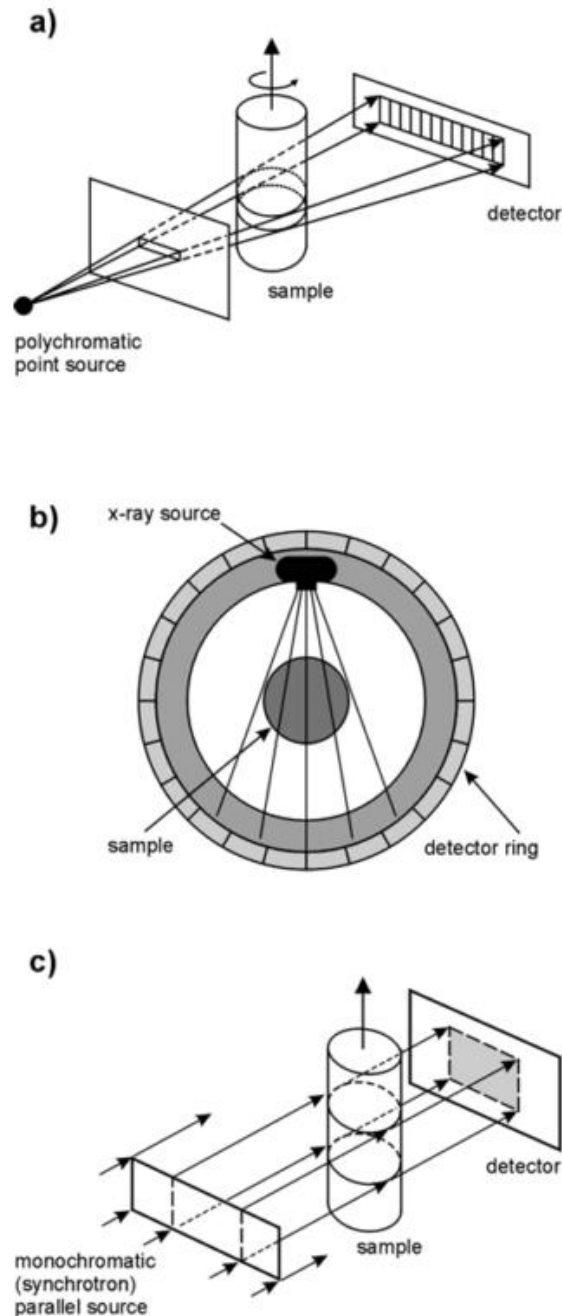 a)
detector
sample
polychromatic
point source
b)
x-ray source
sample
detector ring
c)
detector
sample
monochromatic
(synchrotron)
parallel source